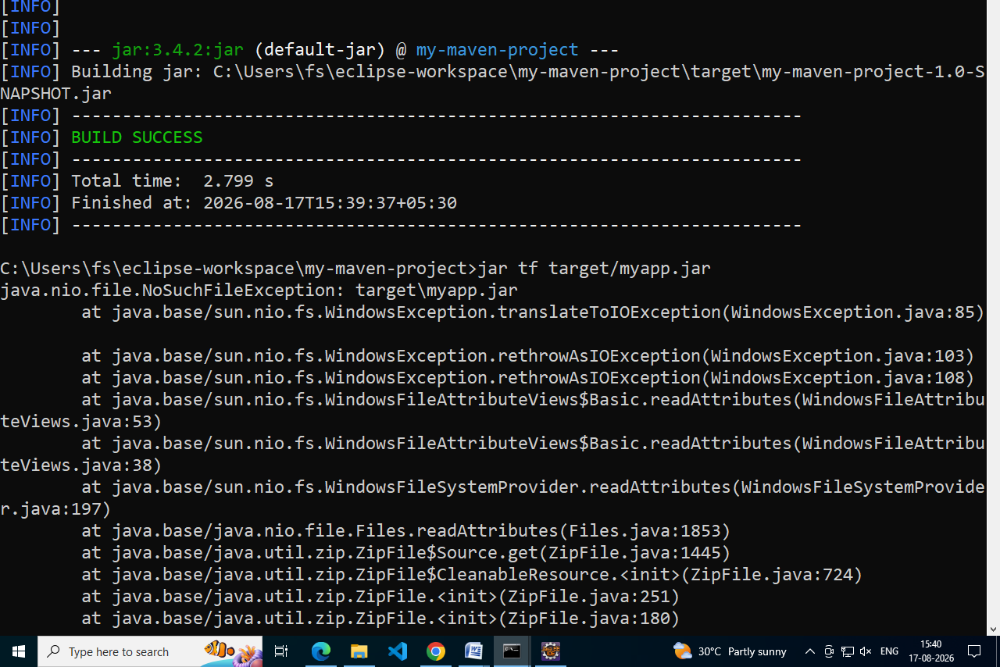 [INFO]
[INFO]
[INFO] --- jar:3.4.2:jar (default-jar) @ my-maven-project ---
[INFO] Building jar: C:\Users\fs\eclipse-workspace\my-maven-project\target\my-maven-project-1.0-S
NAPSHOT.jar
[INFO] ------------------------------------------------------------------------
[INFO] BUILD SUCCESS
[INFO] ------------------------------------------------------------------------
[INFO] Total time:  2.799 s
[INFO] Finished at: 2026-08-17T15:39:37+05:30
[INFO] ------------------------------------------------------------------------
C:\Users\fs\eclipse-workspace\my-maven-project>jar tf target/myapp.jar
java.nio.file.NoSuchFileException: target\myapp.jar
        at java.base/sun.nio.fs.WindowsException.translateToIOException(WindowsException.java:85)
        at java.base/sun.nio.fs.WindowsException.rethrowAsIOException(WindowsException.java:103)
        at java.base/sun.nio.fs.WindowsException.rethrowAsIOException(WindowsException.java:108)
        at java.base/sun.nio.fs.WindowsFileAttributeViews$Basic.readAttributes(WindowsFileAttribu
teViews.java:53)
        at java.base/sun.nio.fs.WindowsFileAttributeViews$Basic.readAttributes(WindowsFileAttribu
teViews.java:38)
        at java.base/sun.nio.fs.WindowsFileSystemProvider.readAttributes(WindowsFileSystemProvide
r.java:197)
        at java.base/java.nio.file.Files.readAttributes(Files.java:1853)
        at java.base/java.util.zip.ZipFile$Source.get(ZipFile.java:1445)
        at java.base/java.util.zip.ZipFile$CleanableResource.<init>(ZipFile.java:724)
        at java.base/java.util.zip.ZipFile.<init>(ZipFile.java:251)
        at java.base/java.util.zip.ZipFile.<init>(ZipFile.java:180)
Type here to search
30°C Partly sunny
ENG
15:40
17-08-2026